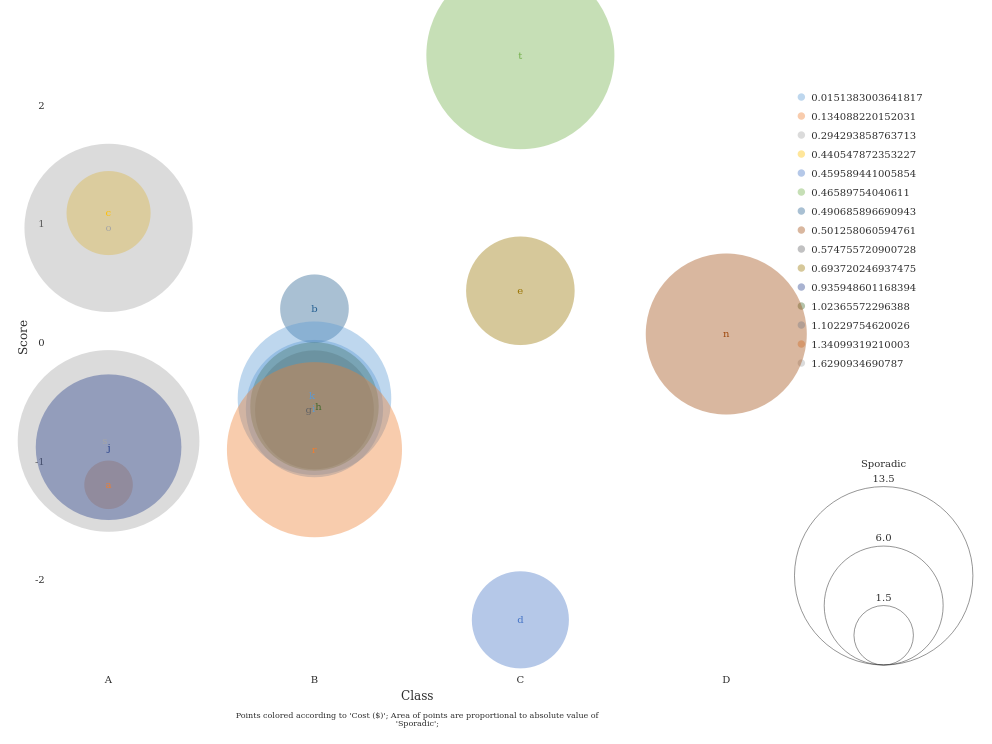 t
2
0.0151383003641817
0.134088220152031
0.294293858763713
0.440547872353227
0.459589441005854
0.46589754040611
0.490685896690943
0.501258060594761
0.574755720900728
0.693720246937475
0.935948601168394
1.02365572296388
1.10229754620026
1.34099319210003
1.6290934690787
1
o
e
b
n
0
Score
h
g
j
-1
Sporadic
13.5
6.0
1.5
-2
d
A B C D
Class
Points colored according to 'Cost ($)'; Area of points are proportional to absolute value of
'Sporadic';